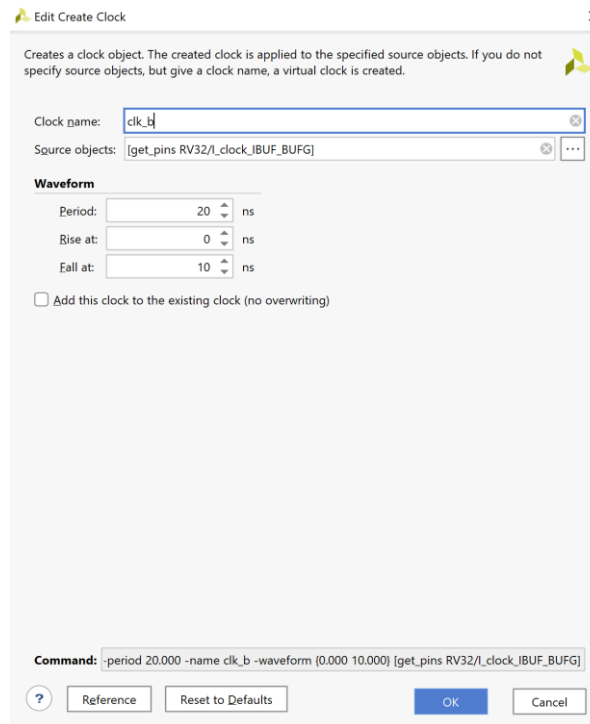 Edit Create Clock
Creates a clock object. The created clock is applied to the specified source objects. If you do not
specify source objects, but give a clock name, a virtual clock is created.
Clock name: clk_b
Source objects: [get_pins RV32/I_clock_IBUF_BUFG] ...
Waveform
Period: 20 ns
Rise at: 0 ns
Fall at: 10 ns
Add this clock to the existing clock (no overwriting)
Command: -period 20.000 -name clk_b -waveform {0.000 10.000} [get_pins RV32/I_clock_IBUF_BUFG]
? Reference Reset to Defaults OK Cancel